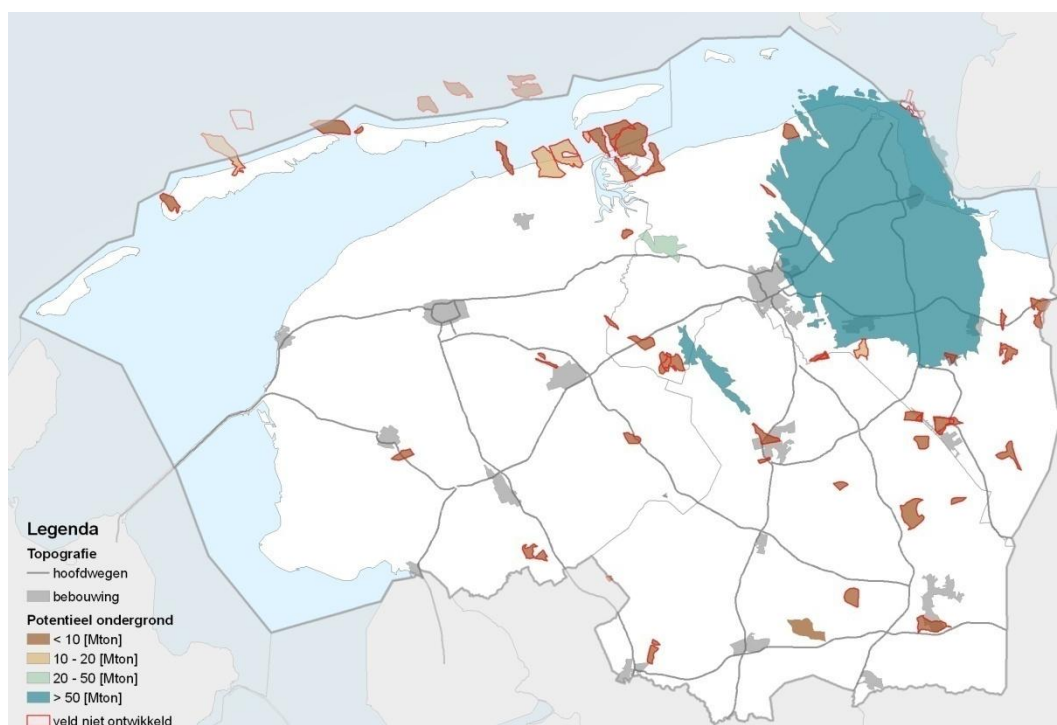 Legenda
Topografie
hoofdwegen
bebouwing
Potentieel ondergrond
< 10 [Mton]
10 - 20 [Mton]
20 - 50 [Mton]
> 50 [Mton]
veld niet ontwikkeld